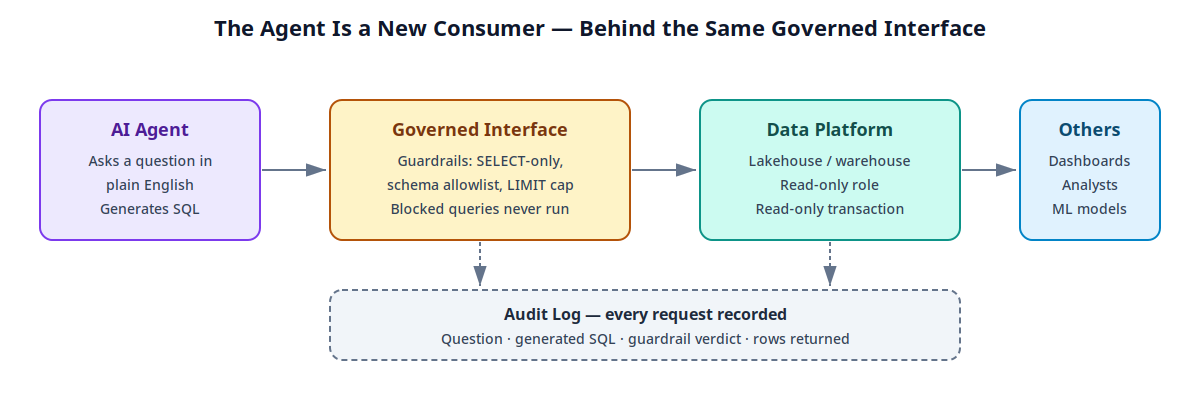 The Agent Is a New Consumer — Behind the Same Governed Interface
AI Agent
Asks a question in
plain English
Generates SQL
Governed Interface
Guardrails: SELECT-only,
schema allowlist, LIMIT cap
Blocked queries never run
Data Platform
Lakehouse / warehouse
Read-only role
Read-only transaction
Others
Dashboards
Analysts
ML models
Audit Log — every request recorded
Question · generated SQL · guardrail verdict · rows returned